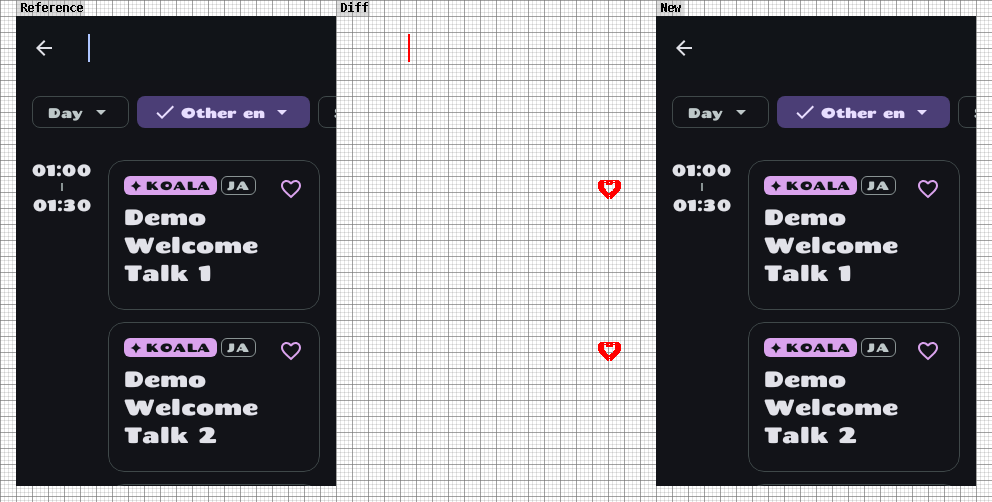 Reference
Diff
New
Day
Other en
01:00
01:30
KOALA JA
Demo
Welcome
Talk 1
KOALA JA
Demo
Welcome
Talk 2
Day
Other en
01:00
01:30
KOALA JA
Demo
Welcome
Talk 1
KOALA JA
Demo
Welcome
Talk 2